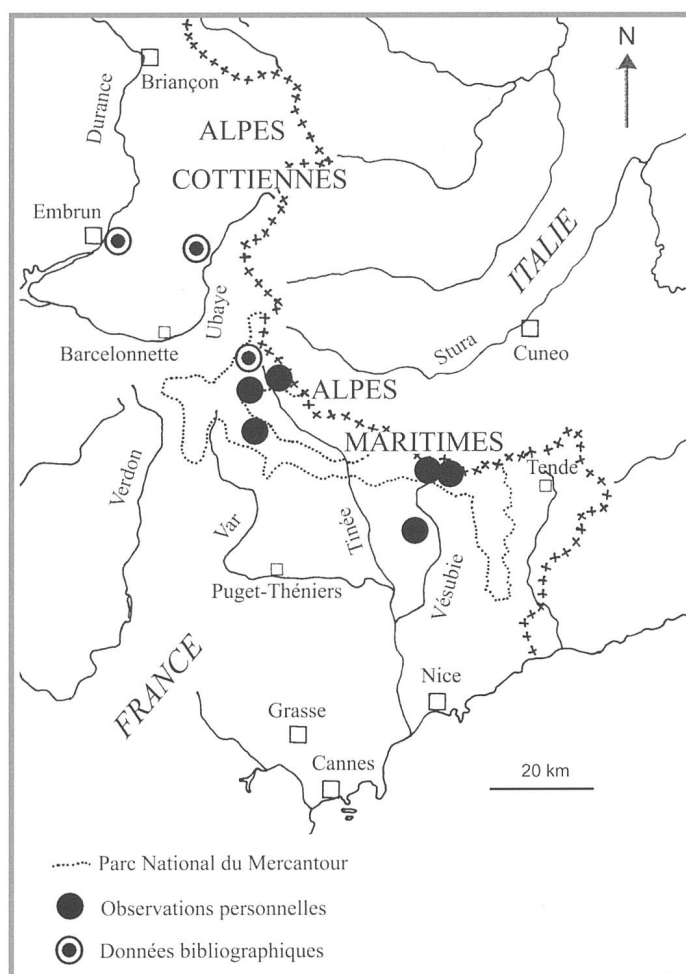 N
Briançon
Durance
ALPES
COTTIENNES
Embrun
ITALIE
Ubaye
Barcelonnette
Stura
Cuneo
ALPES
MARITIMES
Tende
Verdon
Var
Tinée
Vésubie
Puget-Théniers
FRANCE
Nice
Grasse
Cannes
20 km
Parc National du Mercantour
Observations personnelles
Données bibliographiques